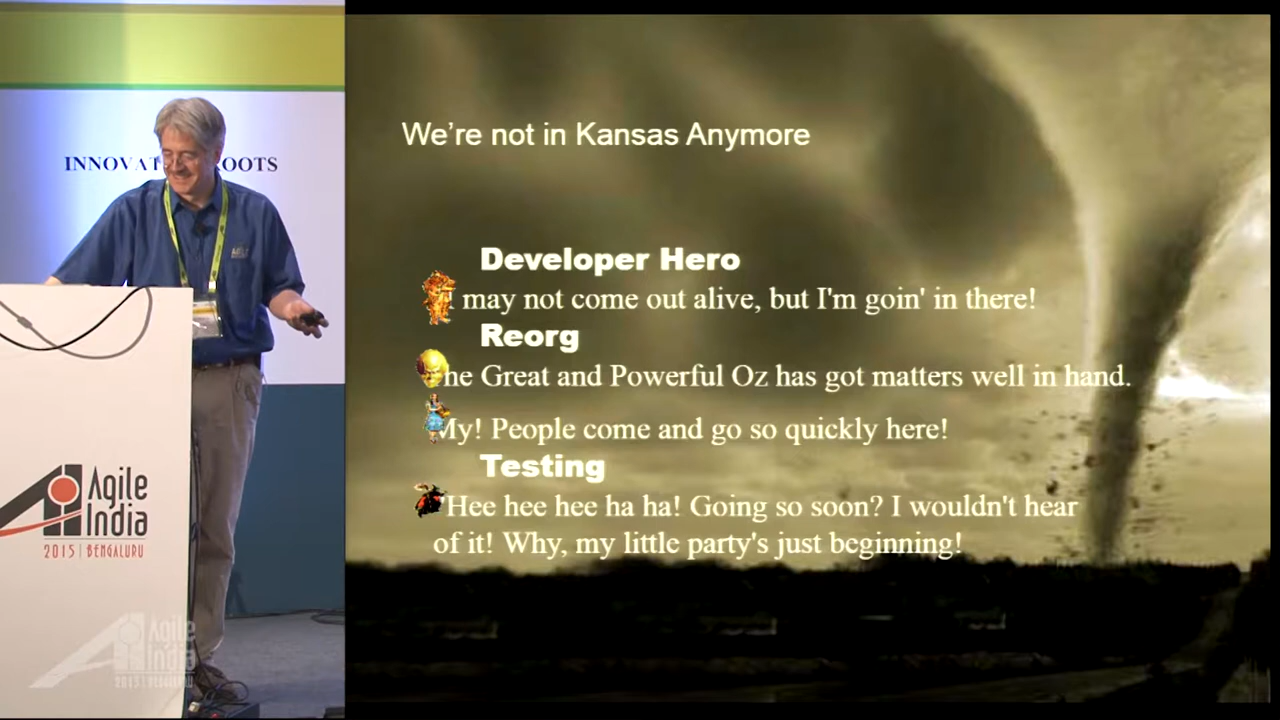 INNOVAT ROOTS
We're not in Kansas Anymore
Developer Hero
I may not come out alive, but I'm goin' in there!
Reorg
he Great and Powerful Oz has got matters well in hand.
My! People come and go so quickly here!
Testing
Hee hee hee ha ha! Going so soon? I wouldn't hear
of it! Why, my little party's just beginning!
Agile
India
2015 | BENGALURU
Agile
India
2015 | BENGALURU